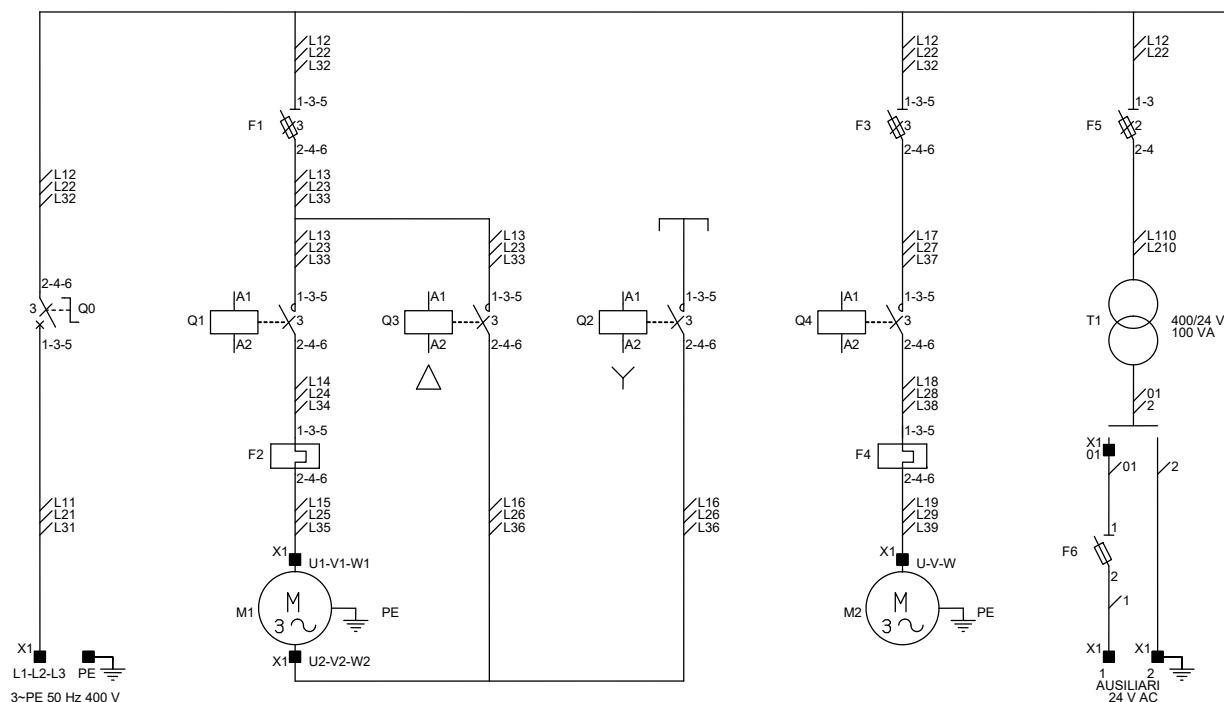 L12
L22
L32
L12
L22
L32
L12
L22
1-3-5
F1
3
2-4-6
1-3-5
F3
3
2-4-6
1-3
F5
2
2-4
L12
L22
L32
L13
L23
L33
L13
L23
L33
L13
L23
L33
L17
L27
L37
L110
L210
2-4-6
3
Q0
1-3-5
A1
1-3-5
Q1
3
A2
2-4-6
A1
1-3-5
Q3
3
A2
2-4-6
A1
1-3-5
Q2
3
A2
2-4-6
A1
1-3-5
Q4
3
A2
2-4-6
T1
400/24 V
100 VA
L14
L24
L34
L18
L28
L38
01
2
1-3-5
F2
2-4-6
1-3-5
F4
2-4-6
X1
01
01
2
L11
L21
L31
L15
L25
L35
L16
L26
L36
L16
L26
L36
L19
L29
L39
1
F6
2
1
X1
U1-V1-W1
M1
M
3
PE
X1
U2-V2-W2
X1
U-V-W
M2
M
3
PE
X1
L1-L2-L3
PE
3~PE 50 Hz 400 V
X1
1
X1
2
AUSILIARI
24 V AC